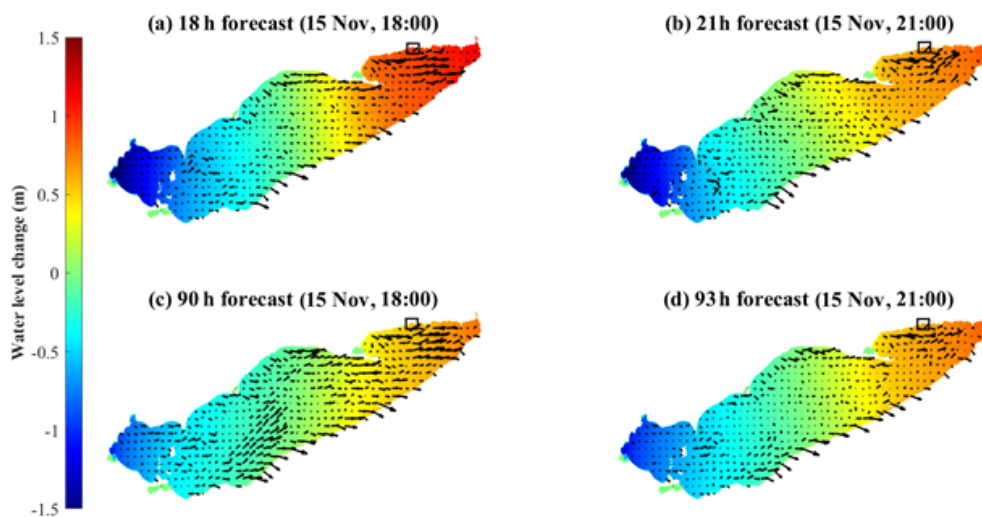 (a) 18 h forecast (15 Nov, 18:00)
(b) 21h forecast (15 Nov, 21:00)
1.5
1
0.5
0
-0.5
-1
-1.5
Water level change (m)
(c) 90 h forecast (15 Nov, 18:00)
(d) 93 h forecast (15 Nov, 21:00)